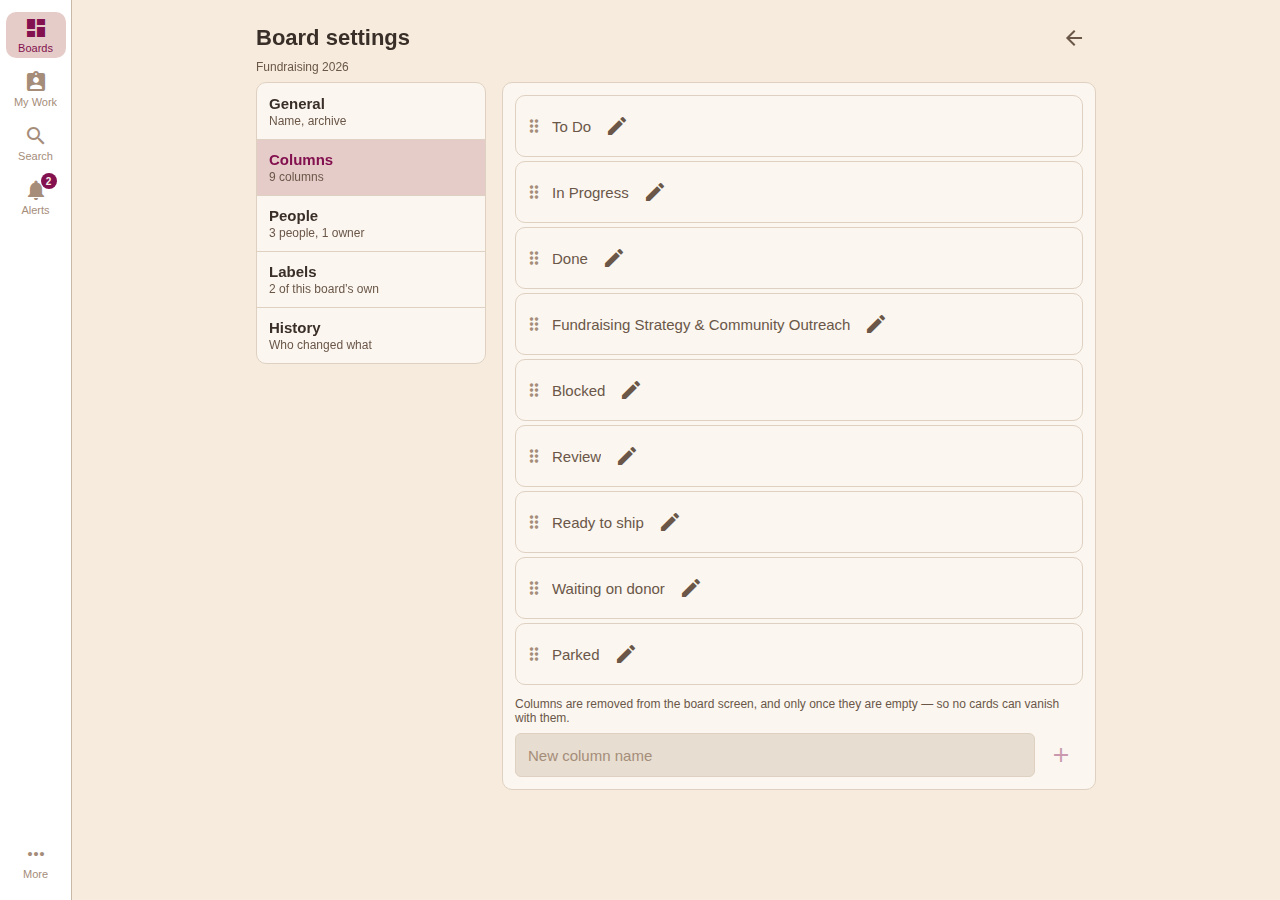 Boards
My Work
Search
2
Alerts
More
Board settings
Fundraising 2026
General
Name, archive
Columns
9 columns
People
3 people, 1 owner
Labels
2 of this board's own
History
Who changed what
To Do
In Progress
Done
Fundraising Strategy & Community Outreach
Blocked
Review
Ready to ship
Waiting on donor
Parked
Columns are removed from the board screen, and only once they are empty — so no cards can vanish
with them.
New column name